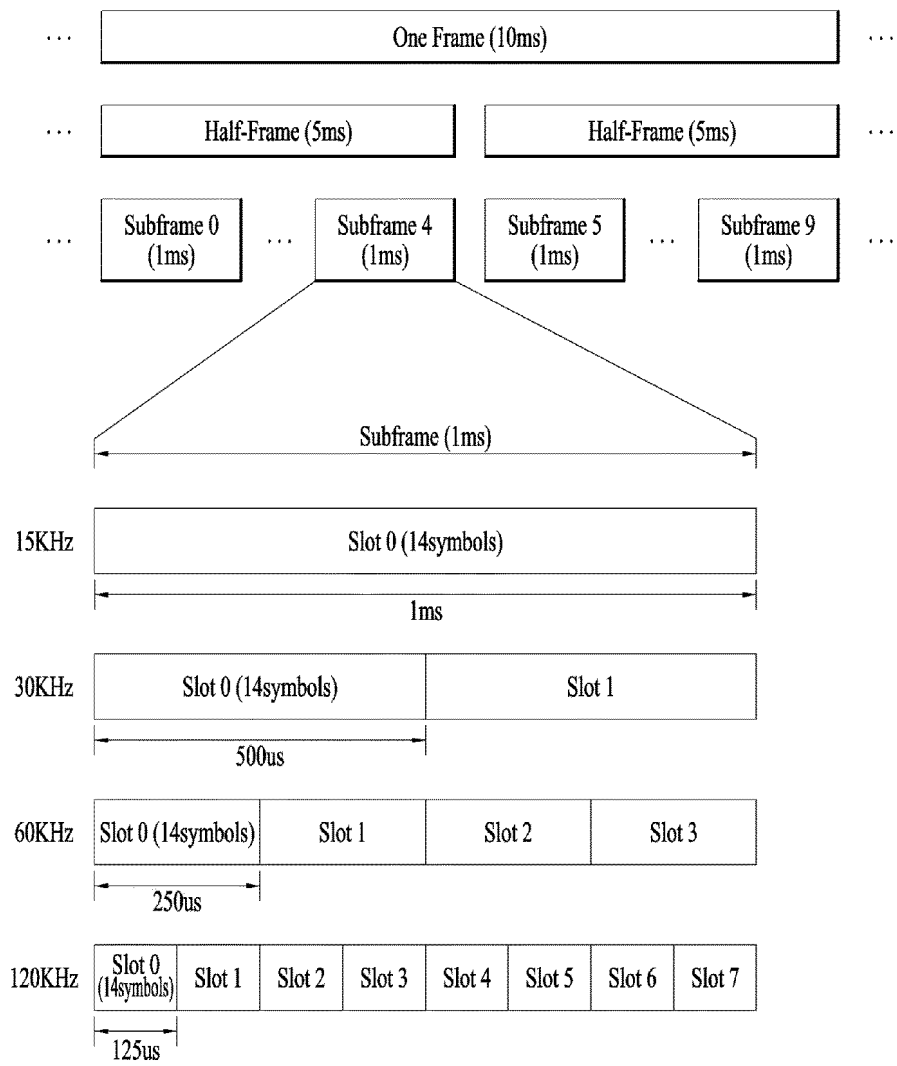 ... One Frame (10ms) ...
... Half-Frame (5ms) Half-Frame (5ms) ...
... Subframe 0 (1ms) ... Subframe 4 (1ms) Subframe 5 (1ms) ... Subframe 9 (1ms) ...
Subframe (1ms)
15KHz Slot 0 (14symbols)
1ms
30KHz Slot 0 (14symbols) Slot 1
500us
60KHz Slot 0 (14symbols) Slot 1 Slot 2 Slot 3
250us
120KHz Slot 0 (14symbols) Slot 1 Slot 2 Slot 3 Slot 4 Slot 5 Slot 6 Slot 7
125us